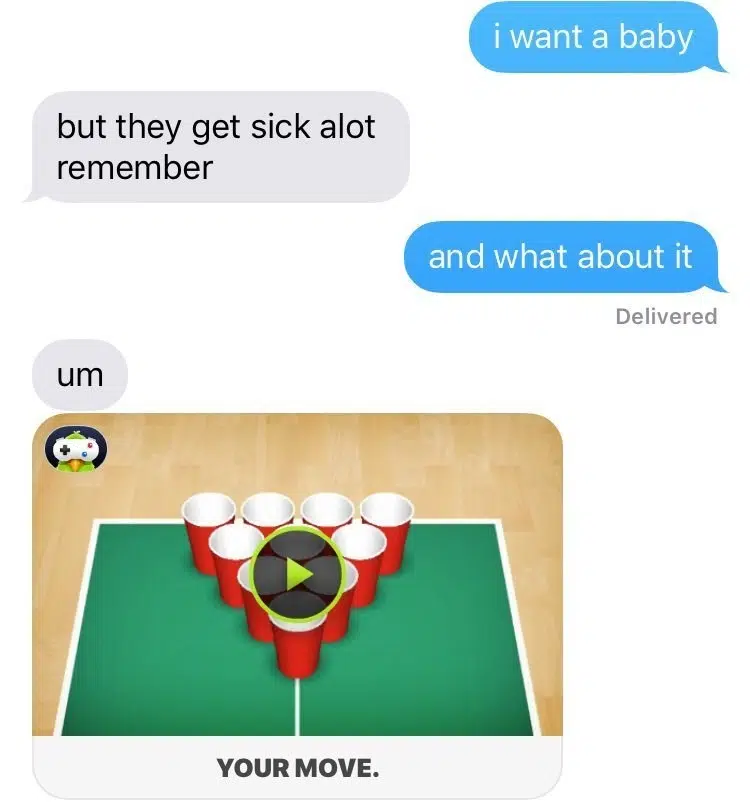 i want a baby
but they get sick alot
remember
and what about it
Delivered
um
YOUR MOVE.